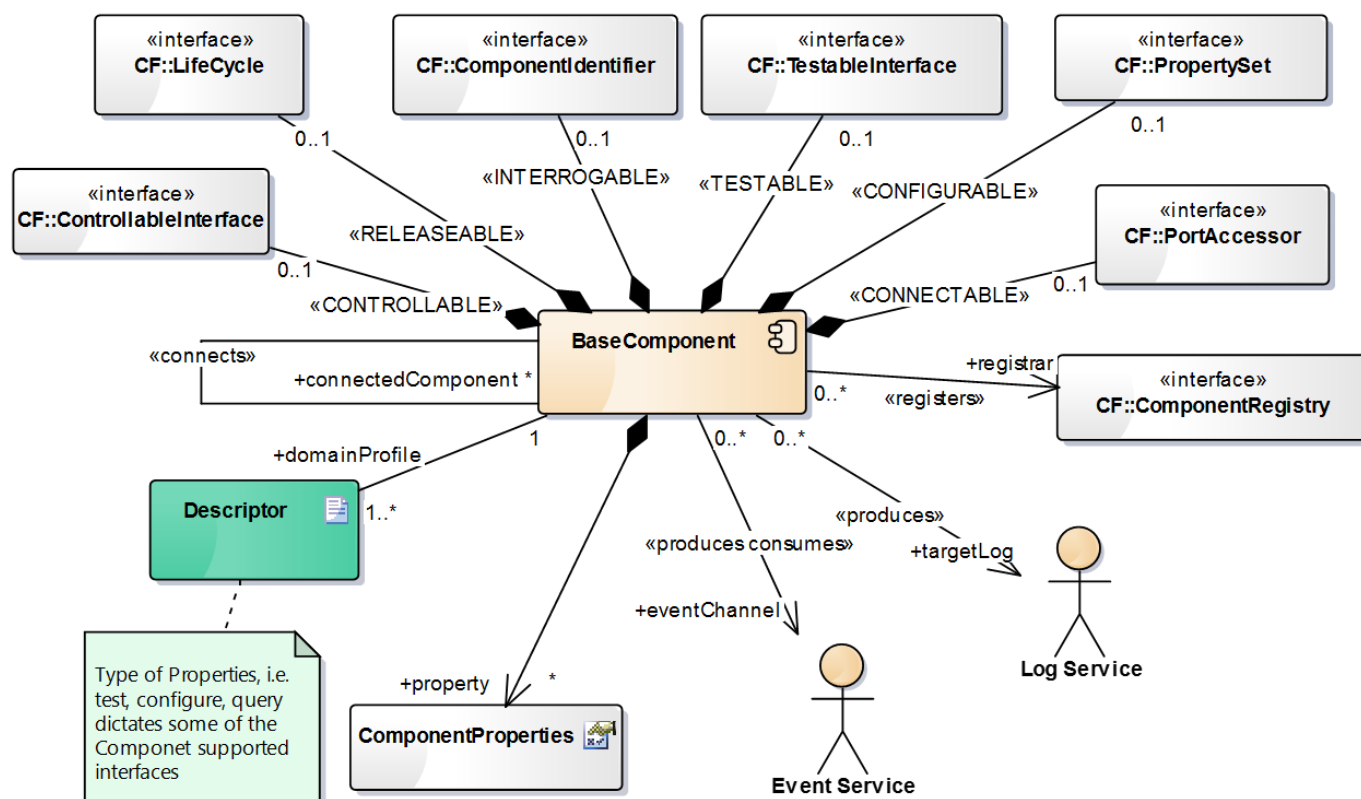 «interface»
CF::LifeCycle
«interface»
CF::ComponentIdentifier
«interface»
CF::TestableInterface
«interface»
CF::PropertySet
0..1
0..1
0..1
0..1
«INTERROGABLE»
«TESTABLE»
«CONFIGURABLE»
«interface»
CF::ControllableInterface
«interface»
CF::PortAccessor
«RELEASEABLE»
0..1
0..1
«CONTROLLABLE»
«CONNECTABLE»
BaseComponent
«connects»
+connectedComponent *
+registrar
0..*
«registers»
«interface»
CF::ComponentRegistry
1
0..*
0..*
+domainProfile
1..*
Descriptor
«produces»
+targetLog
«produces consumes»
+eventChannel
Log Service
Type of Properties, i.e.
test, configure, query
dictates some of the
Componet supported
interfaces
+property
*
ComponentProperties
Event Service